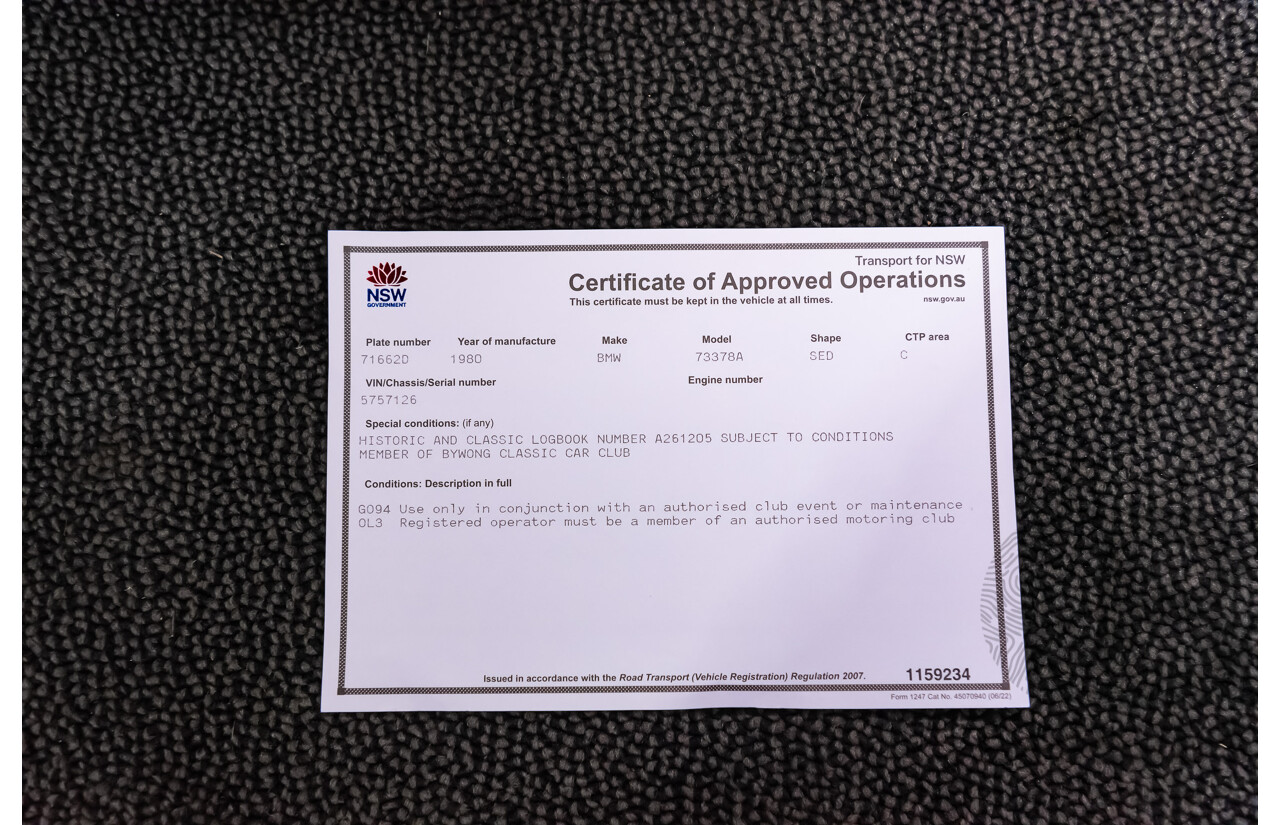 NSW
GOVERNMENT
Transport for NSW
Certificate of Approved Operations
This certificate must be kept in the vehicle at all times.
nsw.gov.au
Plate number Year of manufacture Make Model Shape CTP area
71662D 1980 BMW 73378A SED C
VIN/Chassis/Serial number Engine number
5757126
Special conditions: (if any)
HISTORIC AND CLASSIC LOGBOOK NUMBER A261205 SUBJECT TO CONDITIONS
MEMBER OF BYWONG CLASSIC CAR CLUB
Conditions: Description in full
G094 Use only in conjunction with an authorised club event or maintenance
OL3 Registered operator must be a member of an authorised motoring club
Issued in accordance with the Road Transport (Vehicle Registration) Regulation 2007.
1159234
Form 1247 Cat No. 45070940 (06/22)